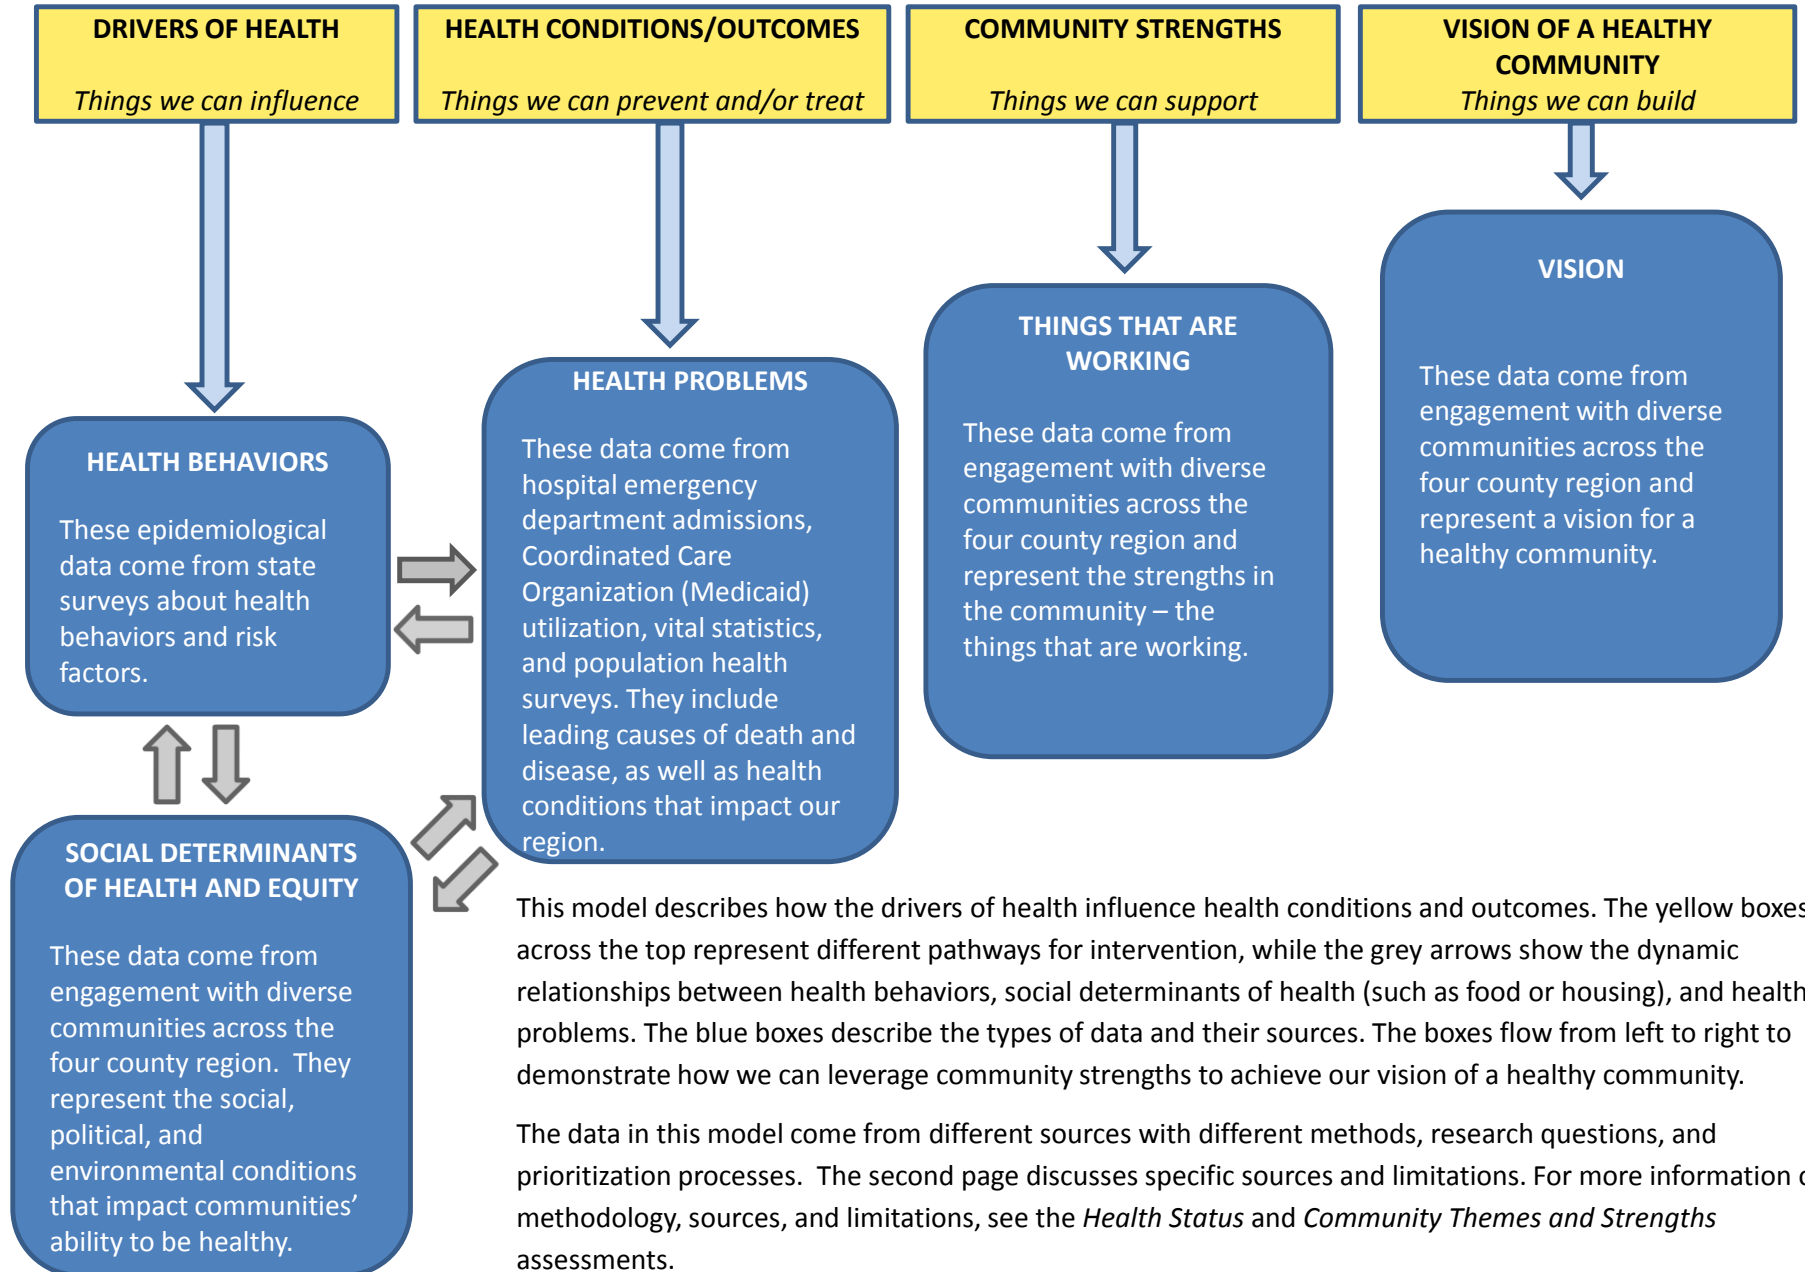 DRIVERS OF HEALTH
Things we can influence
HEALTH CONDITIONS/OUTCOMES
Things we can prevent and/or treat
COMMUNITY STRENGTHS
Things we can support
VISION OF A HEALTHY
COMMUNITY
Things we can build
HEALTH BEHAVIORS
These epidemiological
data come from state
surveys about health
behaviors and risk
factors.
SOCIAL DETERMINANTS
OF HEALTH AND EQUITY
These data come from
engagement with diverse
communities across the
four county region.  They
represent the social,
political, and
environmental conditions
that impact communities’
ability to be healthy.
HEALTH PROBLEMS
These data come from
hospital emergency
department admissions,
Coordinated Care
Organization (Medicaid)
utilization, vital statistics,
and population health
surveys. They include
leading causes of death and
disease, as well as health
conditions that impact our
region.
THINGS THAT ARE
WORKING
These data come from
engagement with diverse
communities across the
four county region and
represent the strengths in
the community – the
things that are working.
VISION
These data come from
engagement with diverse
communities across the
four county region and
represent a vision for a
healthy community.
This model describes how the drivers of health influence health conditions and outcomes. The yellow boxes
across the top represent different pathways for intervention, while the grey arrows show the dynamic
relationships between health behaviors, social determinants of health (such as food or housing), and health
problems. The blue boxes describe the types of data and their sources. The boxes flow from left to right to
demonstrate how we can leverage community strengths to achieve our vision of a healthy community.
The data in this model come from different sources with different methods, research questions, and
prioritization processes.  The second page discusses specific sources and limitations. For more information
methodology, sources, and limitations, see the Health Status and Community Themes and Strengths
assessments.